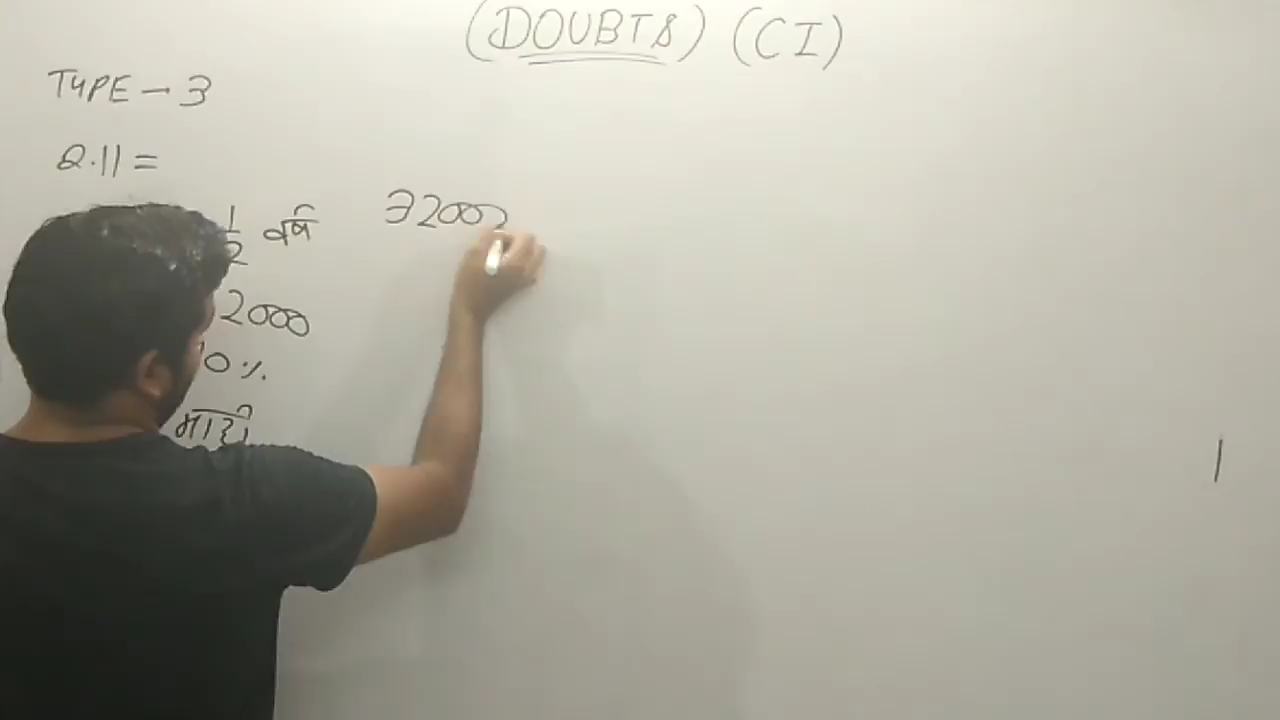 (DOUBTS) (CI)
TYPE - 3
Q.11 =
1/2 वर्ष
32000
2000
0%
माही